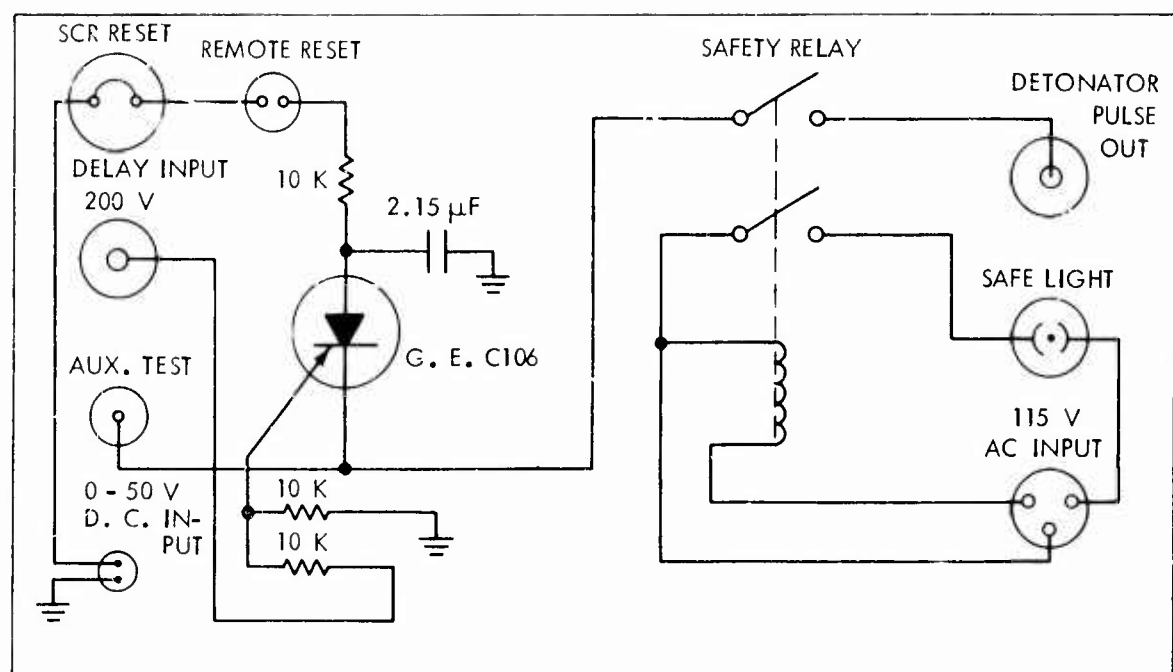 SCR RESET
REMOTE RESET
SAFETY RELAY
DETONATOR
PULSE
OUT
DELAY INPUT
200 V
10 K
2.15 µF
SAFE LIGHT
G. E. C106
AUX. TEST
115 V
AC INPUT
0 - 50 V
D. C. IN-
PUT
10 K
10 K